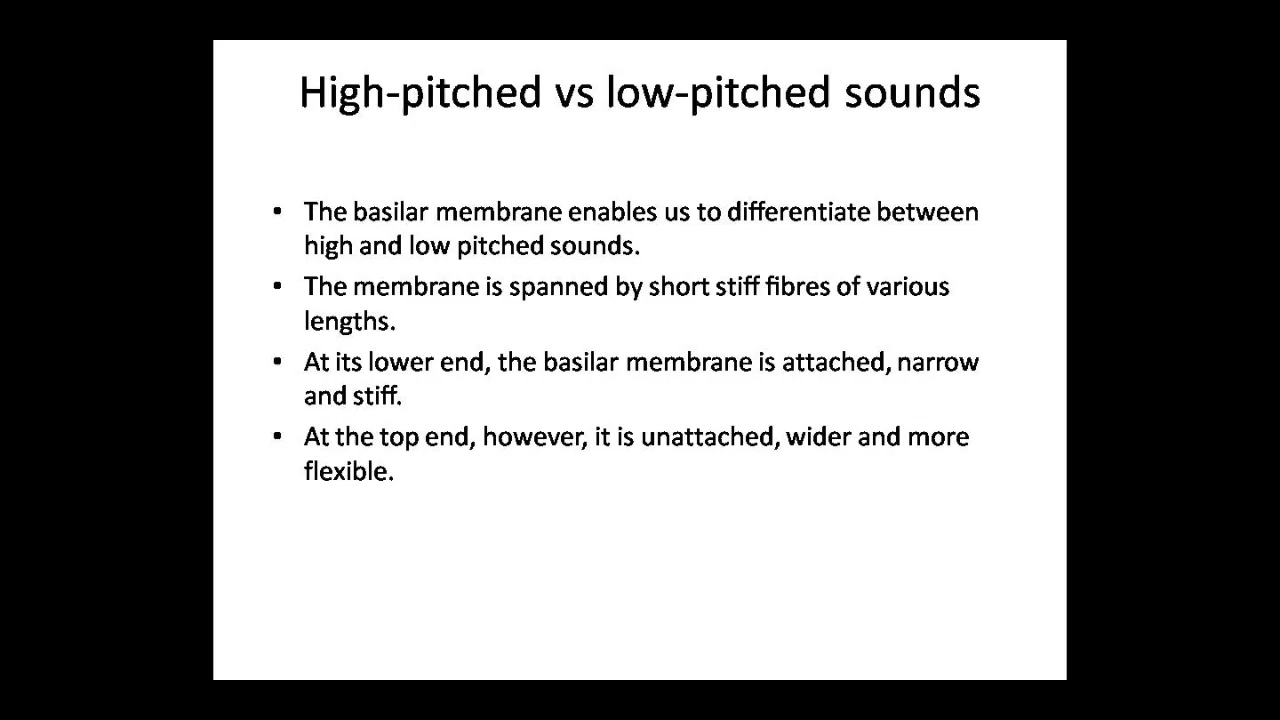 High-pitched vs low-pitched sounds
• The basilar membrane enables us to differentiate between
high and low pitched sounds.
• The membrane is spanned by short stiff fibres of various
lengths.
• At its lower end, the basilar membrane is attached, narrow
and stiff.
• At the top end, however, it is unattached, wider and more
flexible.